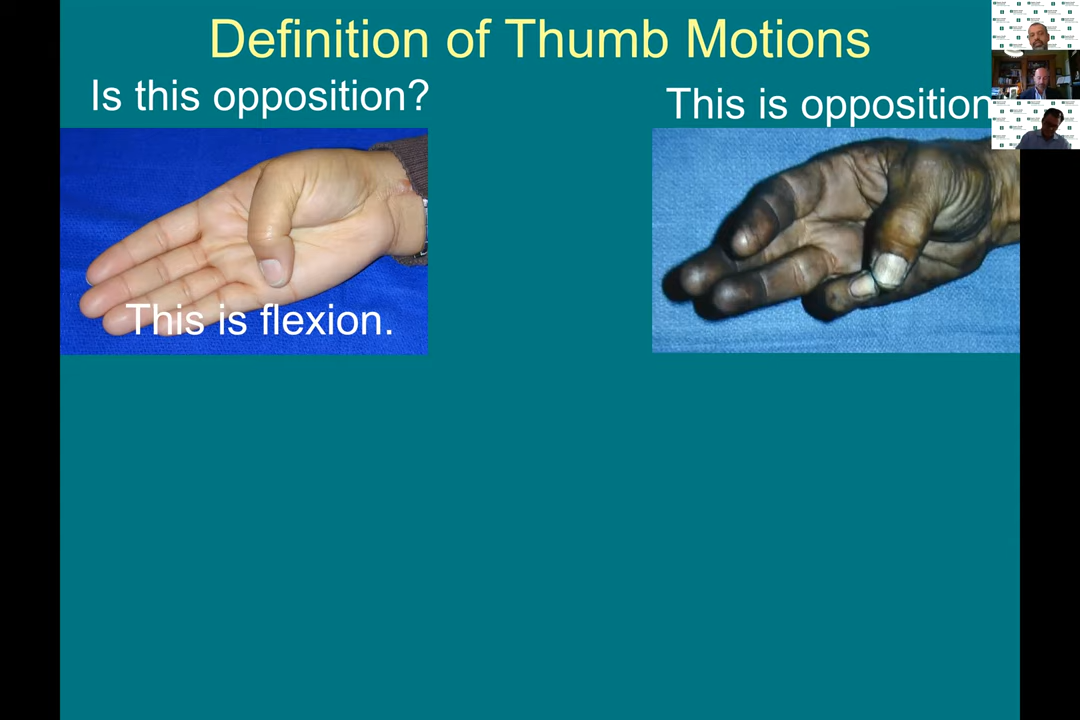 Definition of Thumb Motions
Is this opposition?
This is opposition
This is flexion.